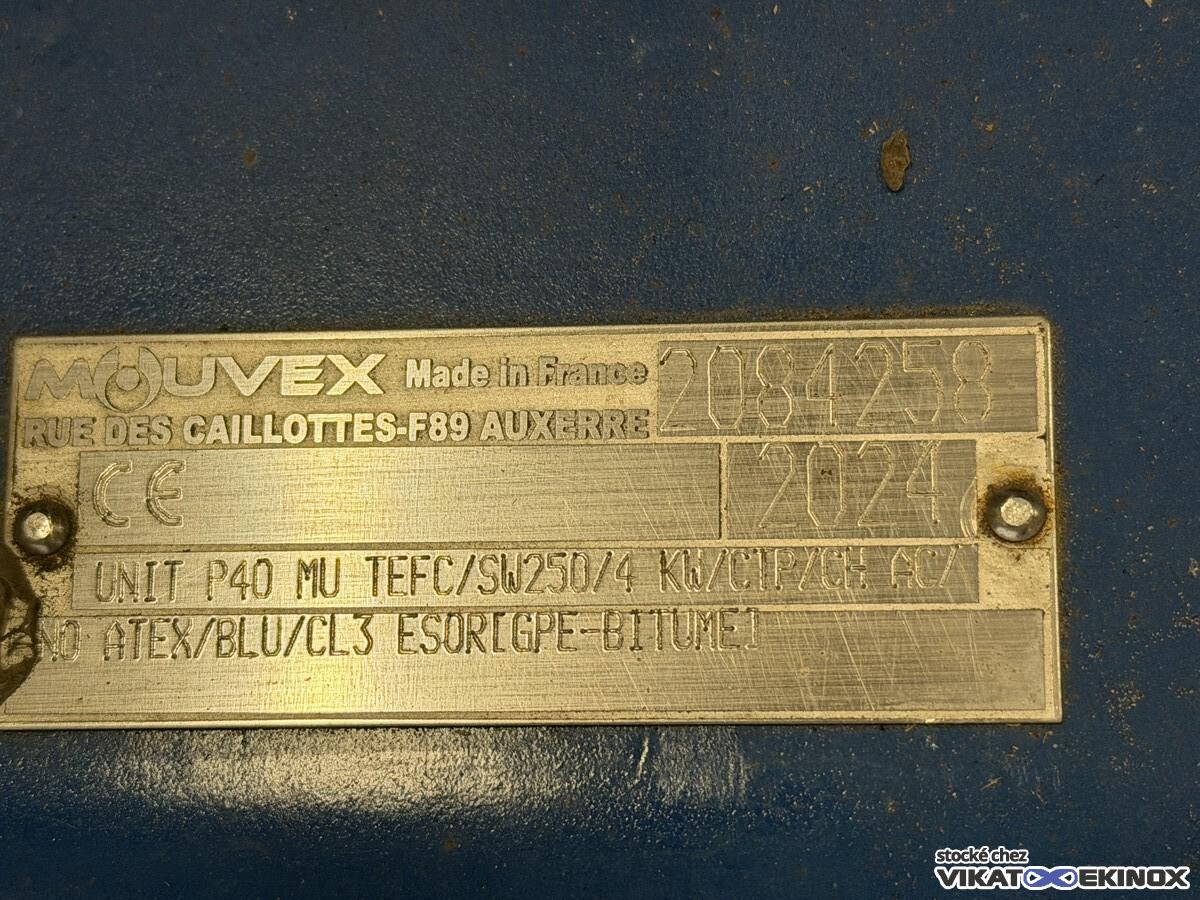 MOUVEX Made in France 2084258
RUE DES CAILLOTTES-F89 AUXERRE
CE 2024
UNIT P40 MU TEFC/SW250/4 KW/CTP/CH AC/
NO ATEX/BLU/CL3 ESOR[GPE-BITUME]
stocké chez
VIKATOO EKINOX